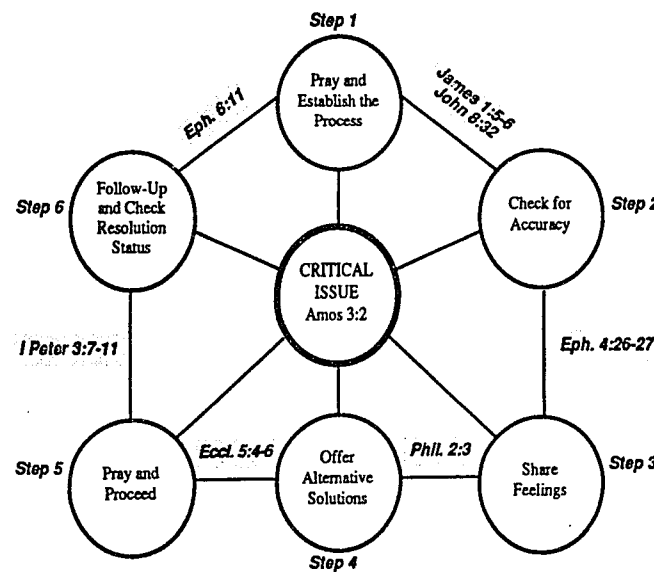 Step 1
Pray and
Establish the
Process
James 1:5-6
John 8:32
Step 2
Check for
Accuracy
Eph. 4:26-27
Step 3
Share
Feelings
Phil. 2:3
Step 4
Offer
Alternative
Solutions
Eccl. 5:4-6
Step 5
Pray and
Proceed
I Peter 3:7-11
Step 6
Follow-Up
and Check
Resolution
Status
Eph. 6:11
CRITICAL
ISSUE
Amos 3:2